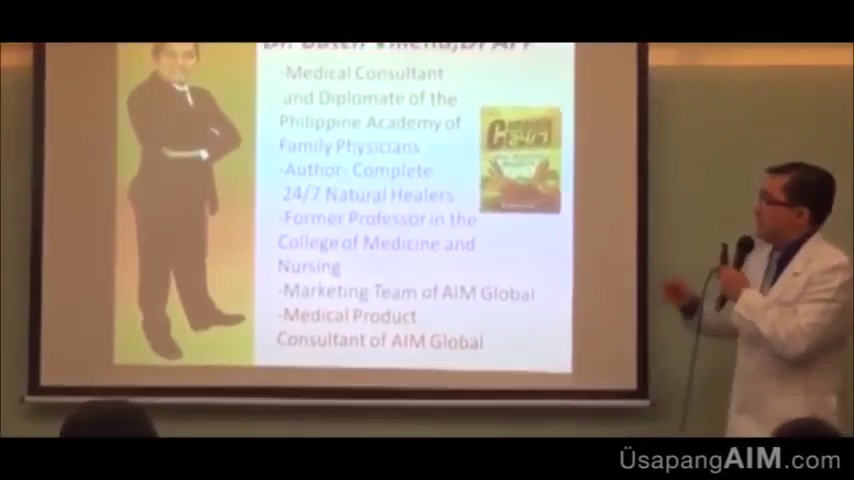 -Medical Consultant
and Diplomate of the
Philippine Academy of
Family Physicians
-Author- Complete
24/7 Natural Healers
-Former Professor in the
College of Medicine and
Nursing
-Marketing Team of AIM Global
-Medical Product
Consultant of AIM Global
24/7
ÜsapangAIM.com